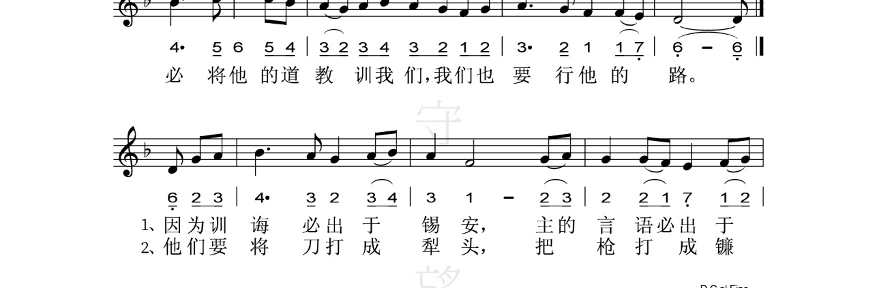 4· 5 6 5 4 | 3 2 3 4 3 2 1 2 | 3· 2 1 1 7 | 6 – 6
必 将他 的道 教 训我 们,我们也 要 行他 的 路。
守
6 2 3 | 4· 3 2 3 4 | 3 1 – 2 3 | 2 2 1 7 1 2 |
1、因为训 诲 必出 于 锡 安, 主的 言 语必出 于
2、他们要 将 刀打 成 犁 头, 把 枪 打 成 镰
望